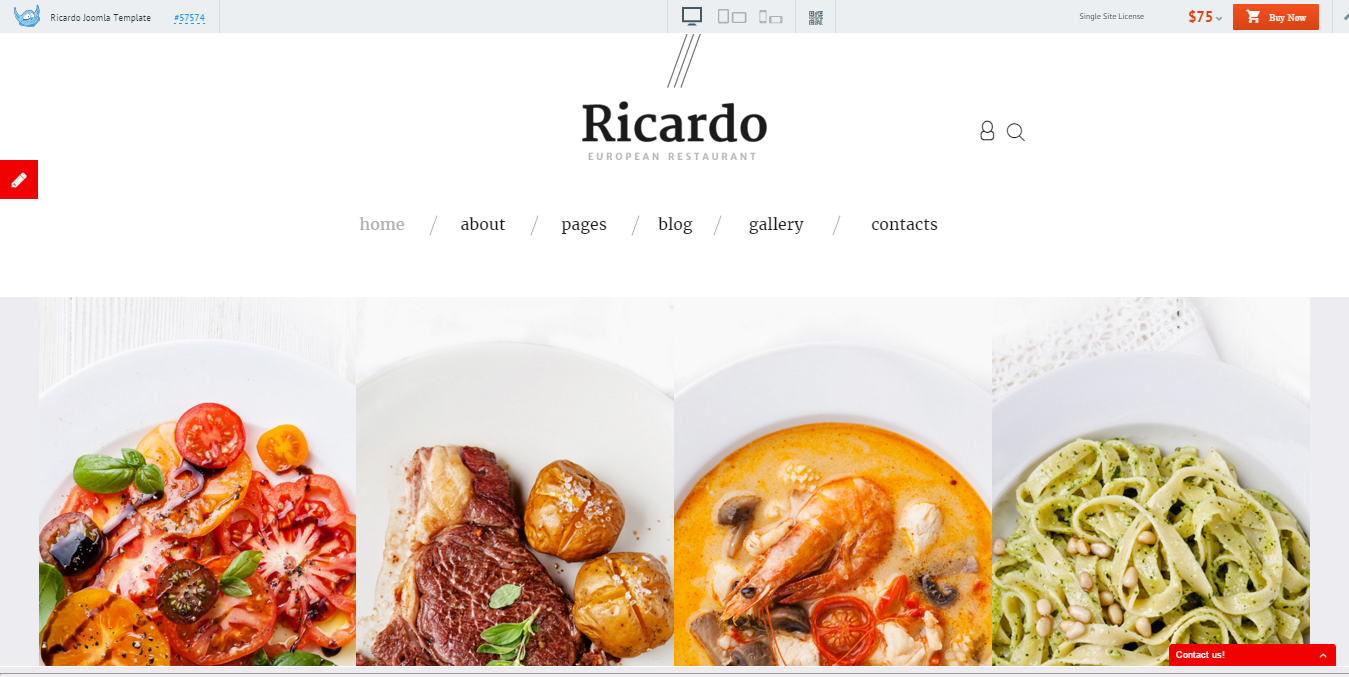 Ricardo Joomla Template #57574 Single Site License $75 Buy Now
Ricardo
EUROPEAN RESTAURANT
home / about / pages / blog / gallery / contacts
Contact us!